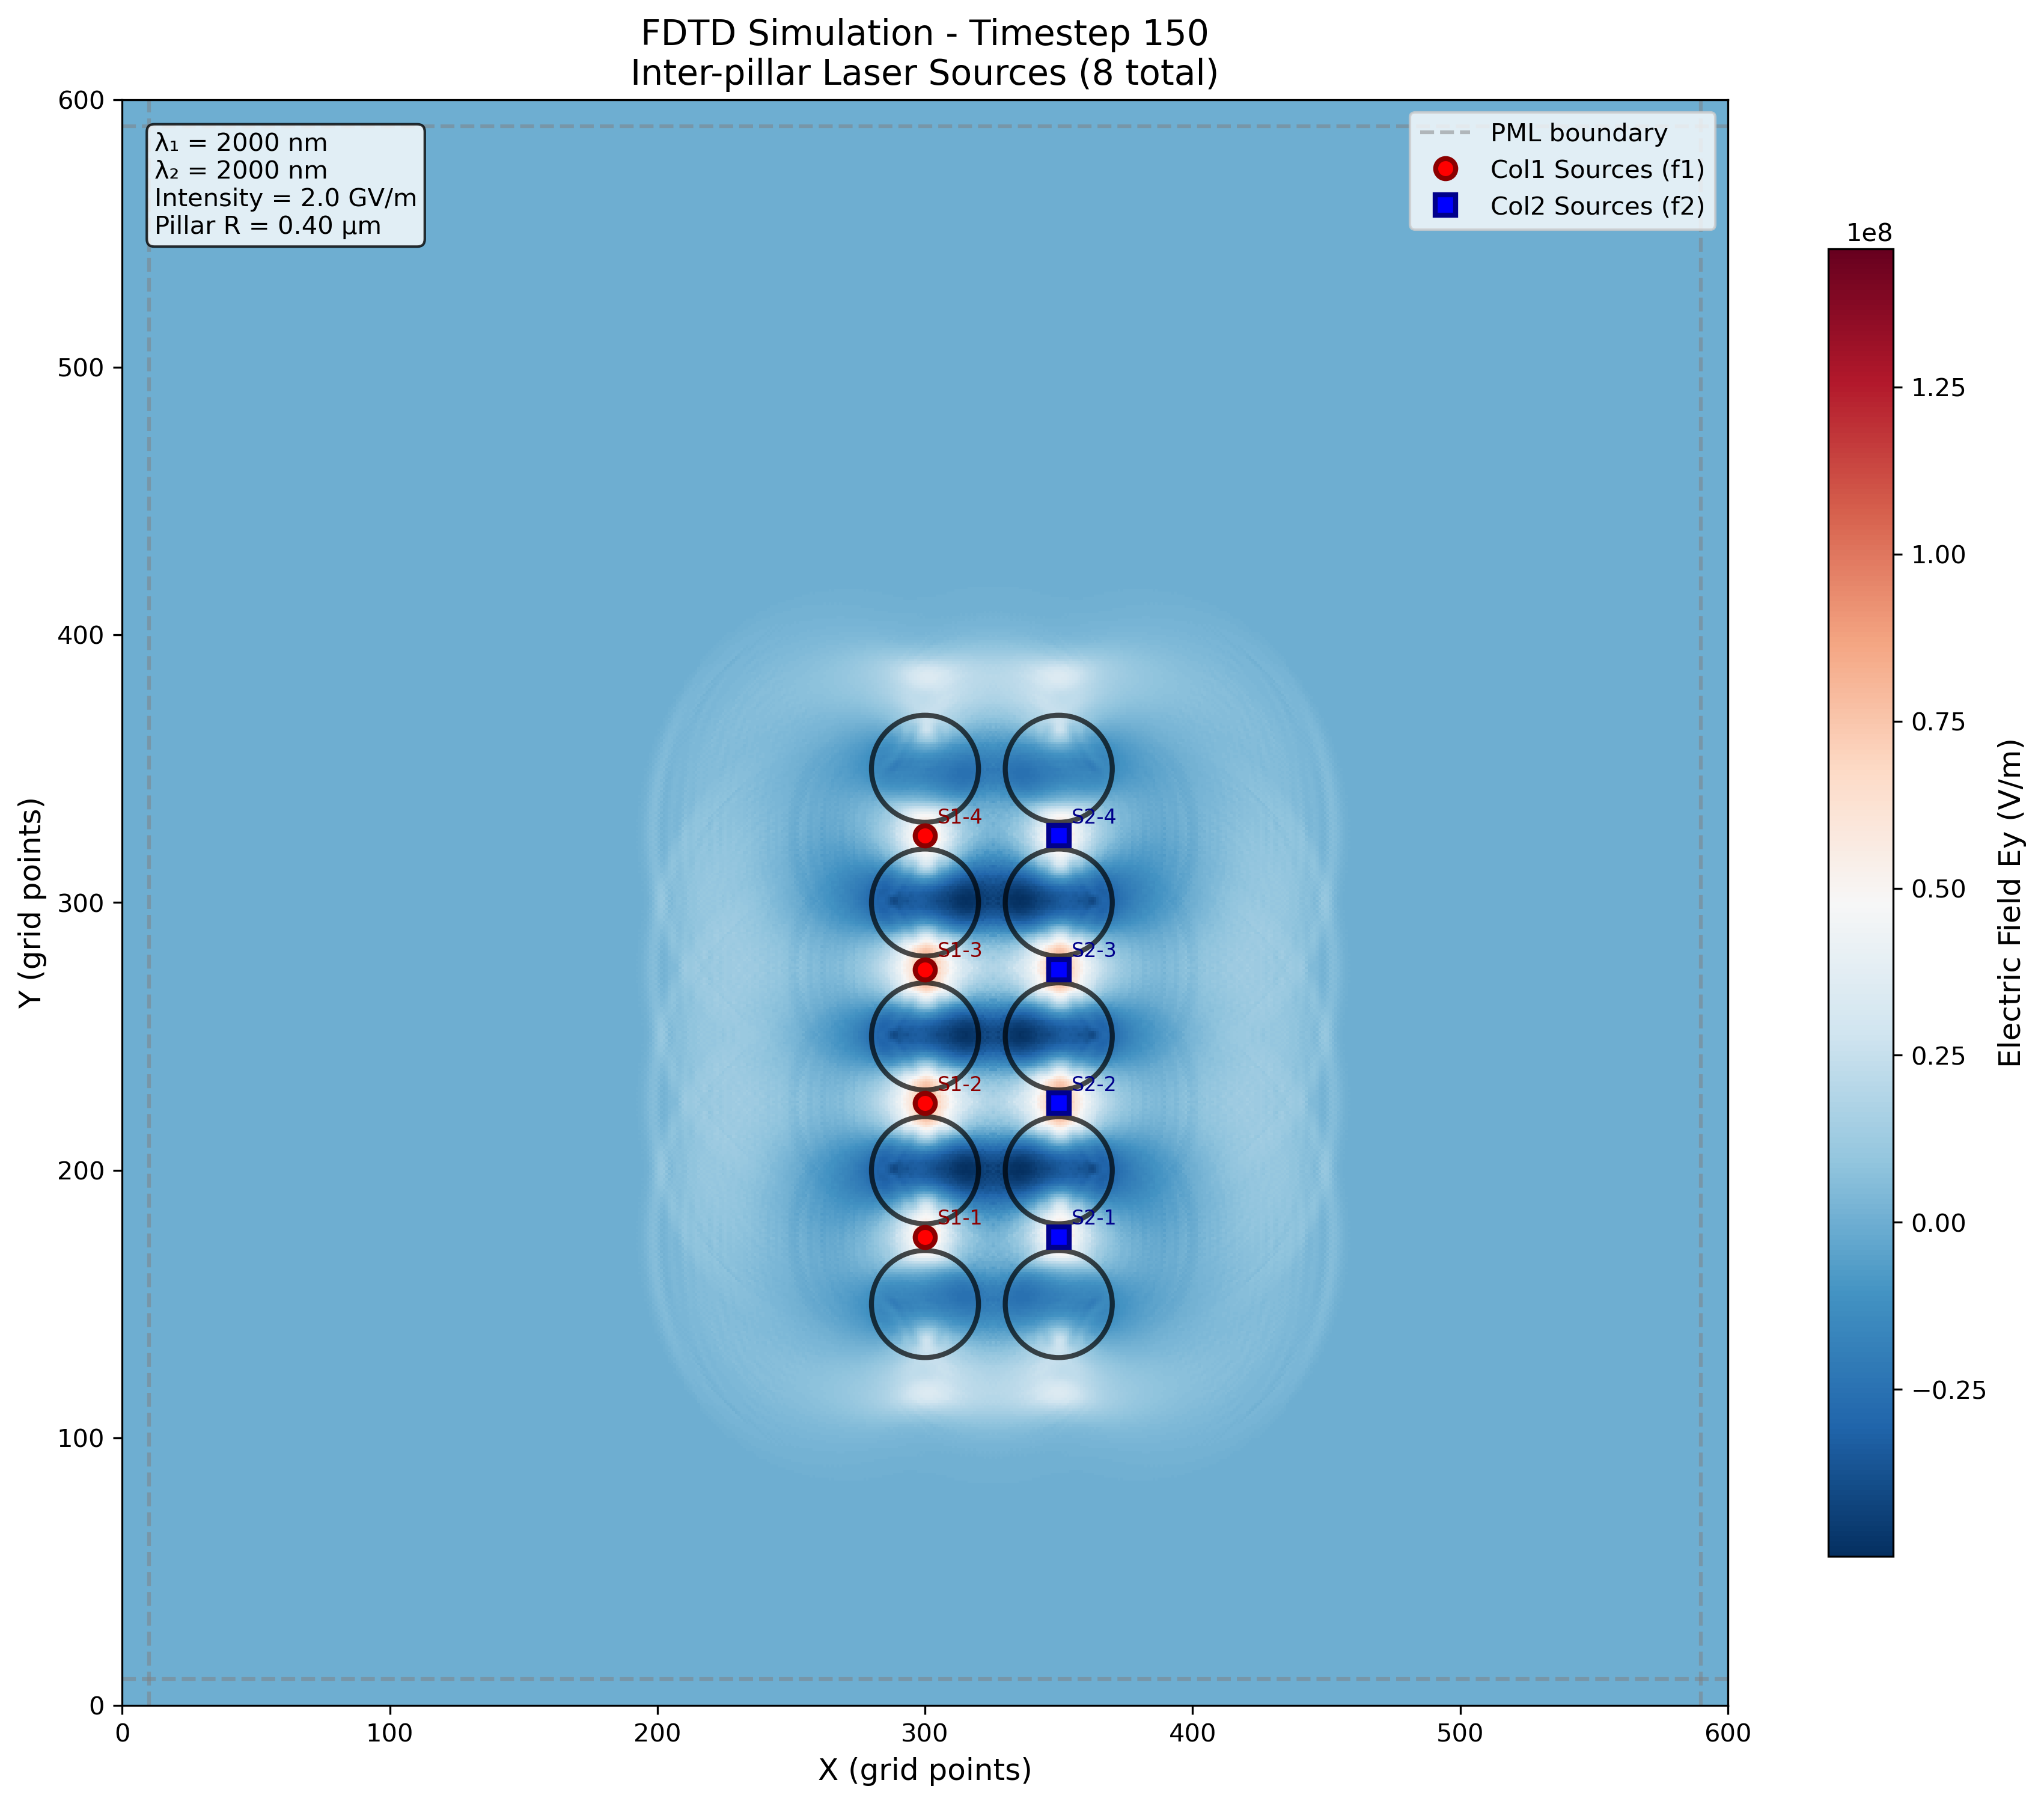 FDTD Simulation - Timestep 150
Inter-pillar Laser Sources (8 total)
λ₁ = 2000 nm
λ₂ = 2000 nm
Intensity = 2.0 GV/m
Pillar R = 0.40 μm
PML boundary
Col1 Sources (f1)
Col2 Sources (f2)
600
500
400
300
200
100
0
Y (grid points)
S1-4
S2-4
S1-3
S2-3
S1-2
S2-2
S1-1
S2-1
0
100
200
300
400
500
600
X (grid points)
1e8
1.25
1.00
0.75
0.50
0.25
0.00
−0.25
Electric Field Ey (V/m)